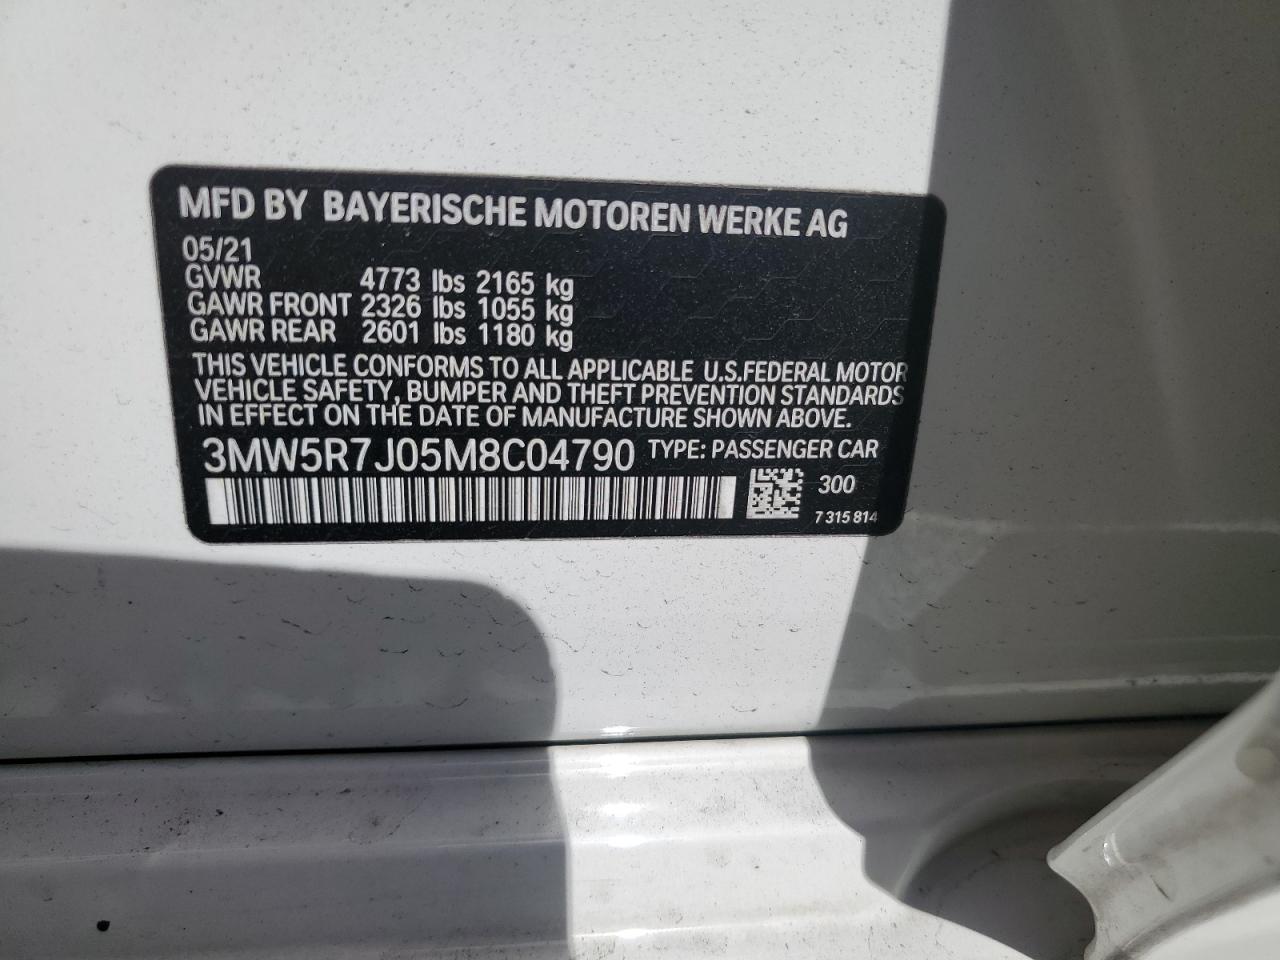 MFD BY BAYERISCHE MOTOREN WERKE AG
05/21
GVWR 4773 lbs 2165 kg
GAWR FRONT 2326 lbs 1055 kg
GAWR REAR 2601 lbs 1180 kg
THIS VEHICLE CONFORMS TO ALL APPLICABLE U.S.FEDERAL MOTOR
VEHICLE SAFETY, BUMPER AND THEFT PREVENTION STANDARDS
IN EFFECT ON THE DATE OF MANUFACTURE SHOWN ABOVE.
3MW5R7J05M8C04790 TYPE: PASSENGER CAR
300
7 315 814